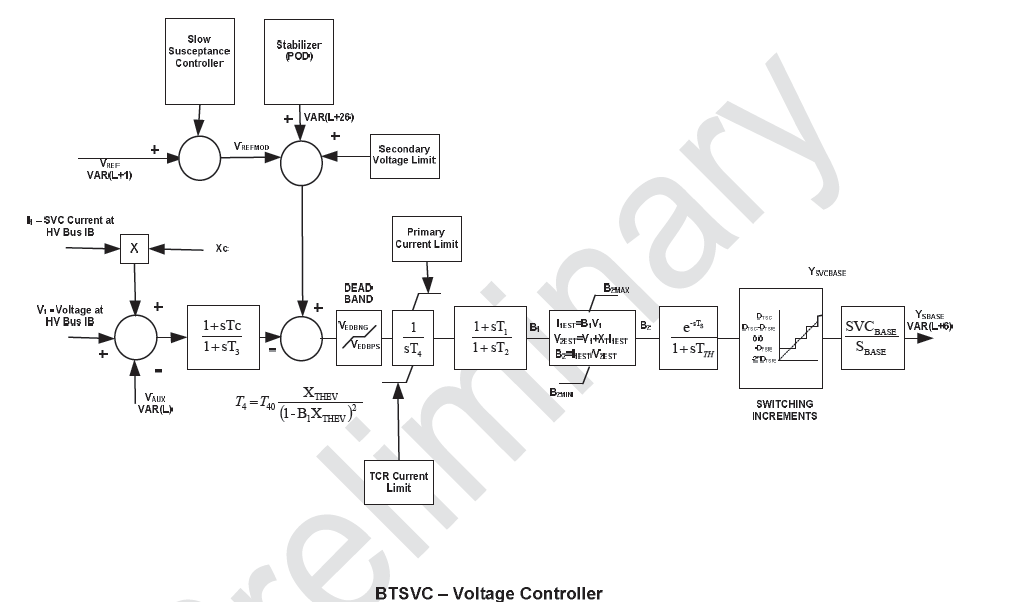 Slow
Susceptance
Controller
Stabilizer
(POD)
+
VAR(L+26)
+
+
VREFMOD
Secondary
Voltage Limit
VREF
VAR(L+1)
I1 – SVC Current at
HV Bus IB
X
Xc
Primary
Current Limit
V1 - Voltage at
HV Bus IB
+
+
-
VAUX
VAR(L)
1+sTc
1+sT3
+
-
DEAD
BAND
VEDBNG
VEDBPS
1
sT4
T4 = T40 XTHEV
(1-B1XTHEV)2
TCR Current
Limit
1+sT1
1+sT2
B1
B2MAX
I1EST=B1V1
V2EST=V1+XTI1EST
B2=I1EST/V2EST
B2MINI
B2
e-sTs
1+sTTH
YSVCBASE
DTSC
SWITCHING
INCREMENTS
SVCBASE
SBASE
YSBASE
VAR(L+6)
BTSVC – Voltage Controller
Preliminary